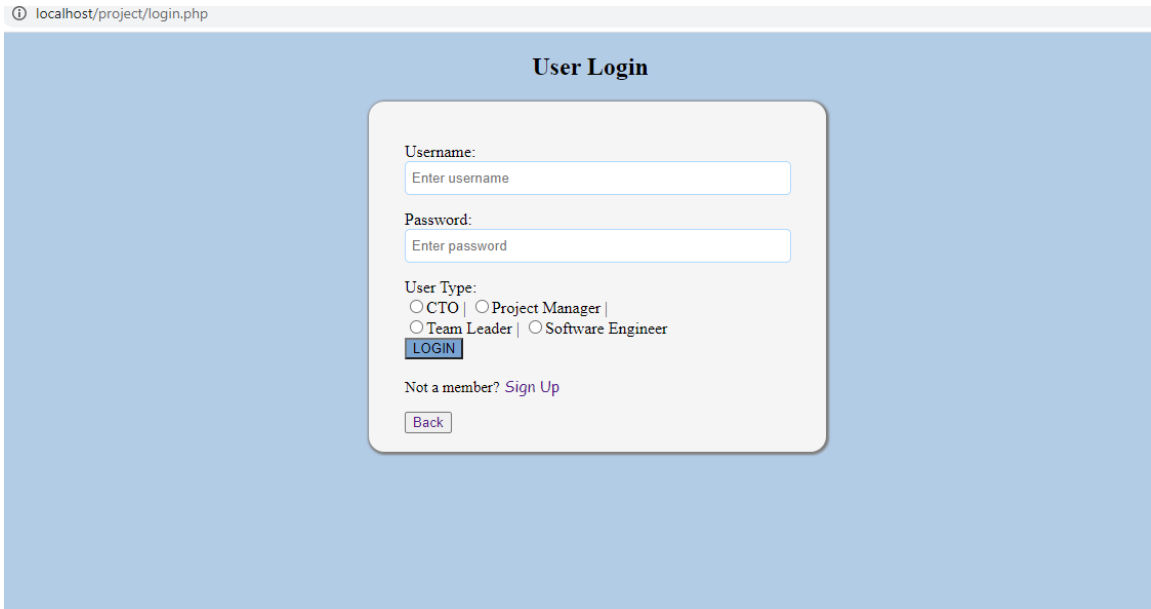 localhost/project/login.php
User Login
Username:
Enter username
Password:
Enter password
User Type:
CTO | Project Manager |
Team Leader | Software Engineer
LOGIN
Not a member? Sign Up
Back